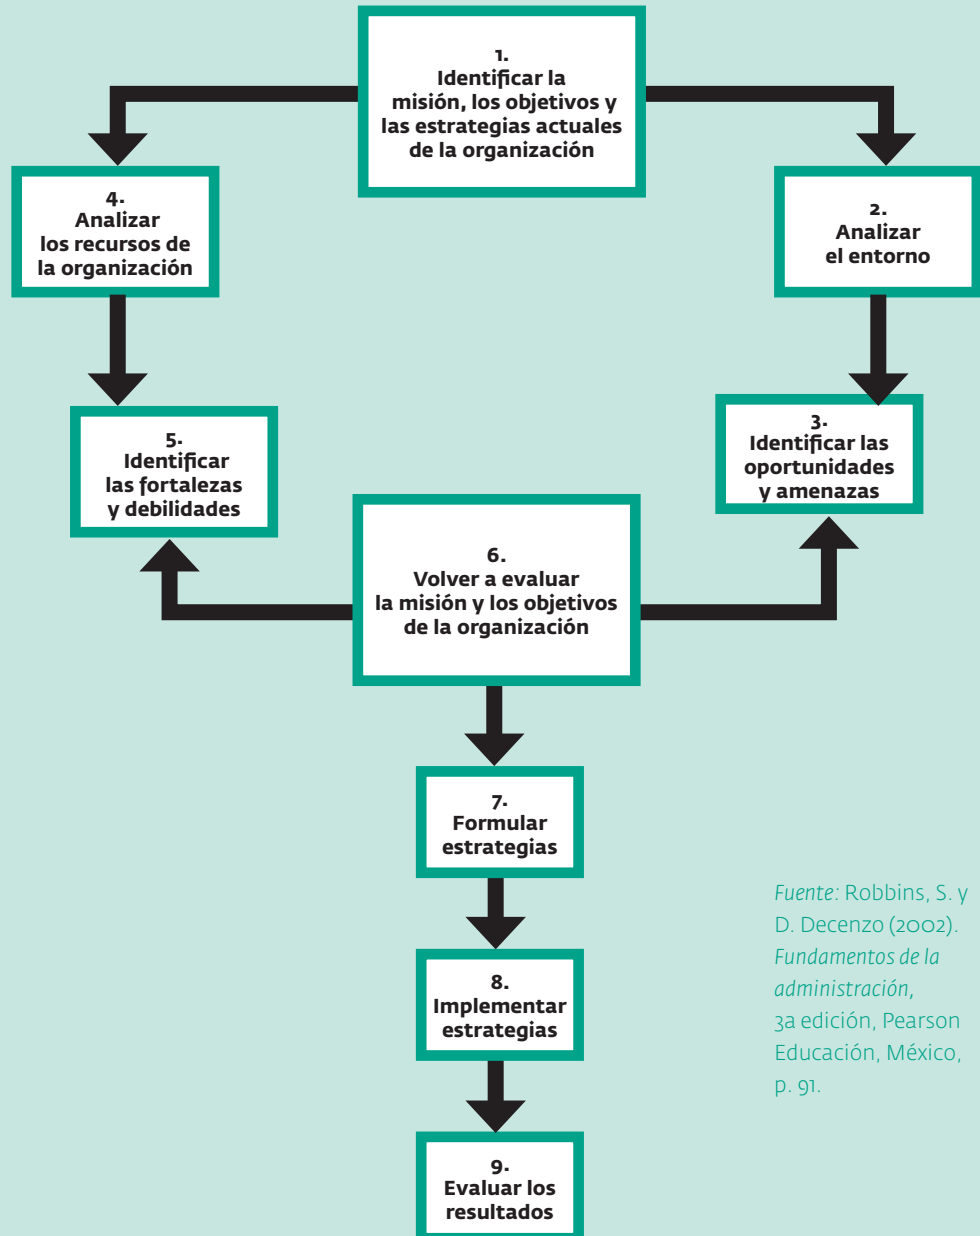 1.
Identificar la
misión, los objetivos y
las estrategias actuales
de la organización
4.
Analizar
los recursos de
la organización
2.
Analizar
el entorno
5.
Identificar
las fortalezas
y debilidades
3.
Identificar las
oportunidades
y amenazas
6.
Volver a evaluar
la misión y los objetivos
de la organización
7.
Formular
estrategias
8.
Implementar
estrategias
9.
Evaluar los
resultados
Fuente: Robbins, S. y
D. Decenzo (2002).
Fundamentos de la
administración,
3a edición, Pearson
Educación, México,
p. 91.